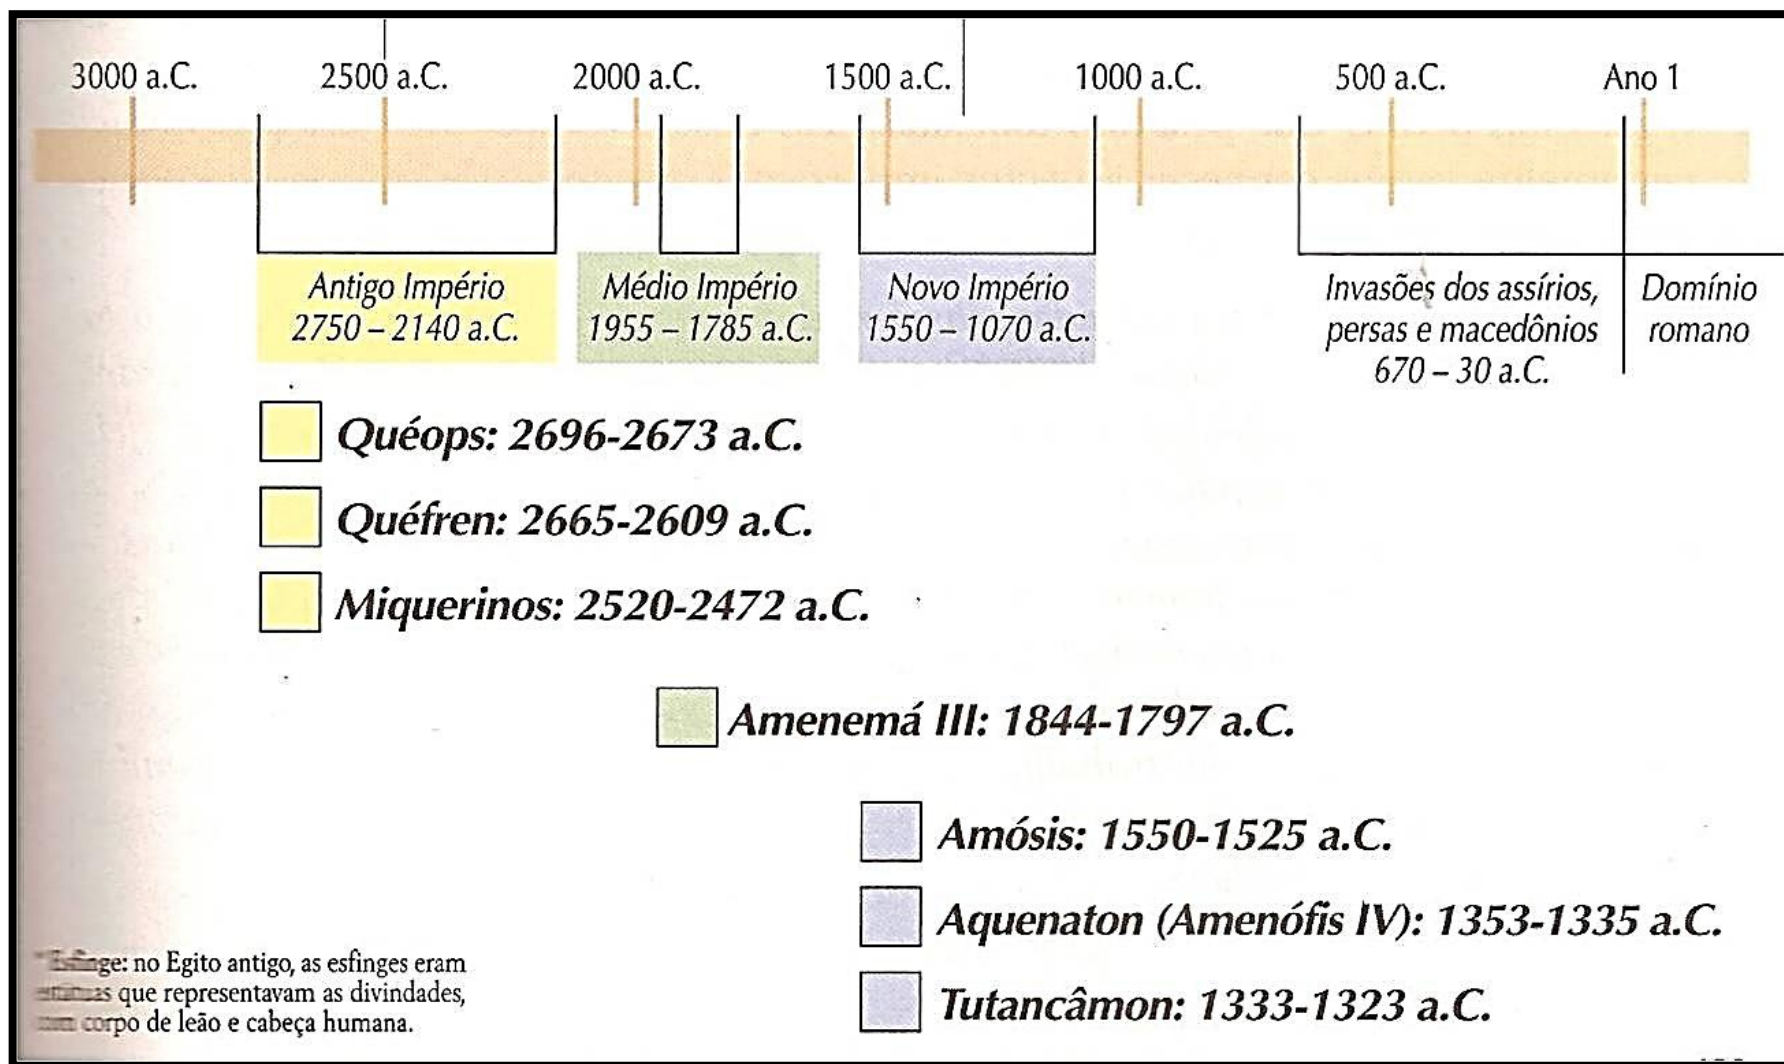 3000 a.C. 2500 a.C. 2000 a.C. 1500 a.C. 1000 a.C. 500 a.C. Ano 1
Antigo Império
2750 – 2140 a.C.
Médio Império
1955 – 1785 a.C.
Novo Império
1550 – 1070 a.C.
Invasões dos assírios,
persas e macedônios
670 – 30 a.C.
Domínio
romano
Quéops: 2696-2673 a.C.
Quéfren: 2665-2609 a.C.
Miquerinos: 2520-2472 a.C.
Amenemá III: 1844-1797 a.C.
Amósis: 1550-1525 a.C.
Aquenaton (Amenófis IV): 1353-1335 a.C.
Tutancâmon: 1333-1323 a.C.
* Esfinge: no Egito antigo, as esfinges eram
que representavam as divindades,
corpo de leão e cabeça humana.